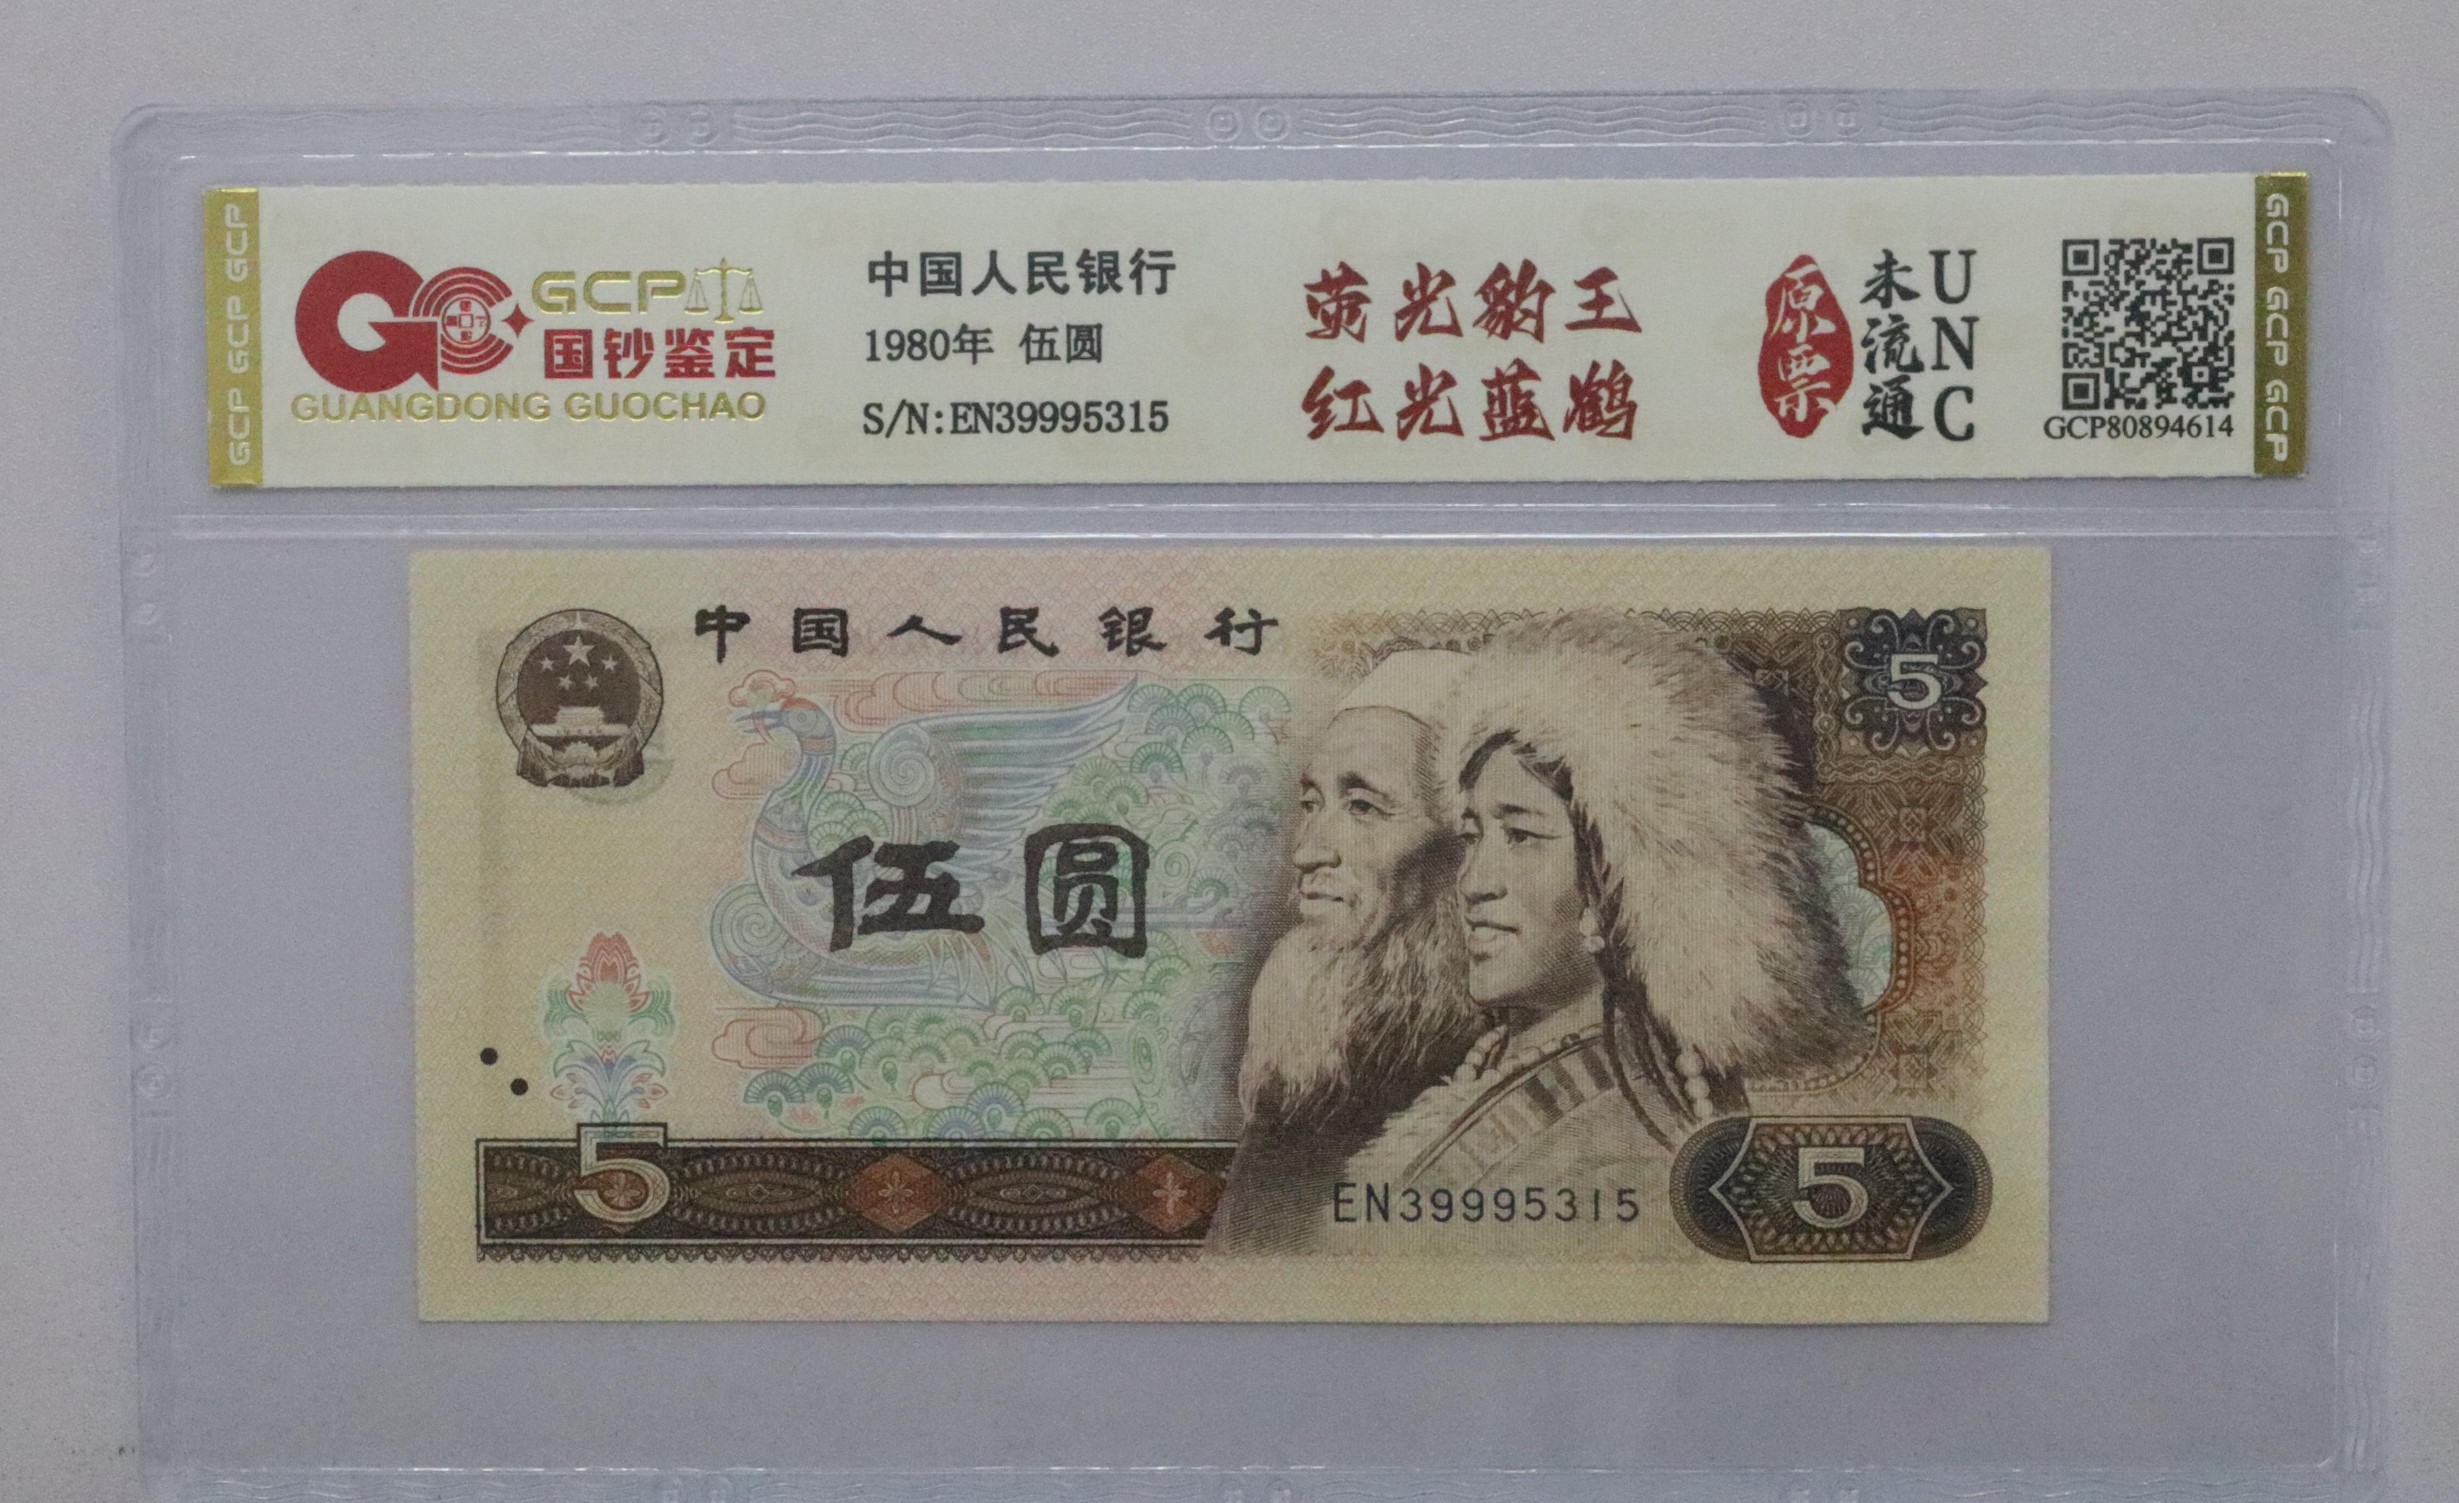 GCP GCP GCP
GCP
国钞鉴定
GUANGDONG GUOCHAO
中国人民银行
1980年 伍圆
S/N:EN39995315
荧光豹王
红光蓝鹤
原票
未流通
UNC
GCP80894614
GCP GCP GCP
中国人民银行
5
伍圆
5
EN39995315
5